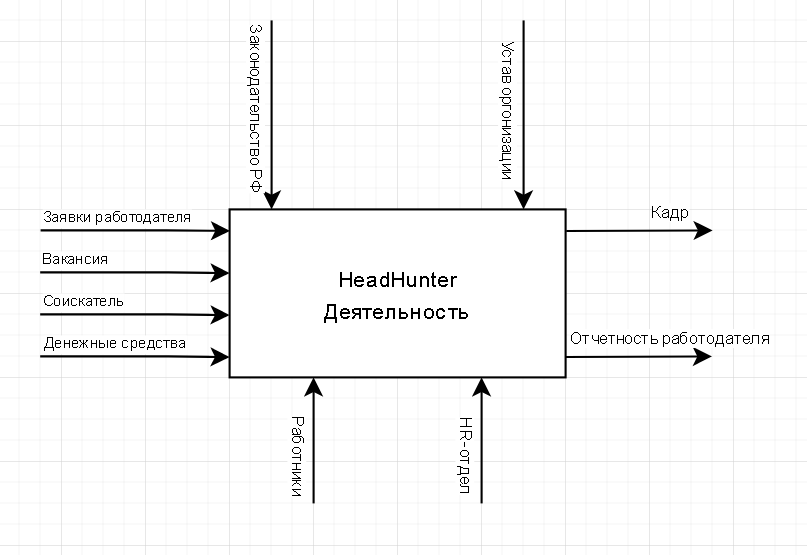 Законодательство РФ
Устав оргонизации
Заявки работодателя
Вакансия
Соискатель
Денежные средства
HeadHunter
Деятельность
Кадр
Отчетность работодателя
Работники
HR-отдел